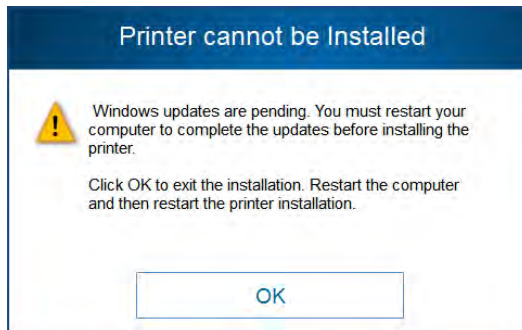 Printer cannot be Installed
Windows updates are pending. You must restart your
computer to complete the updates before installing the
printer.
Click OK to exit the installation. Restart the computer
and then restart the printer installation.
OK